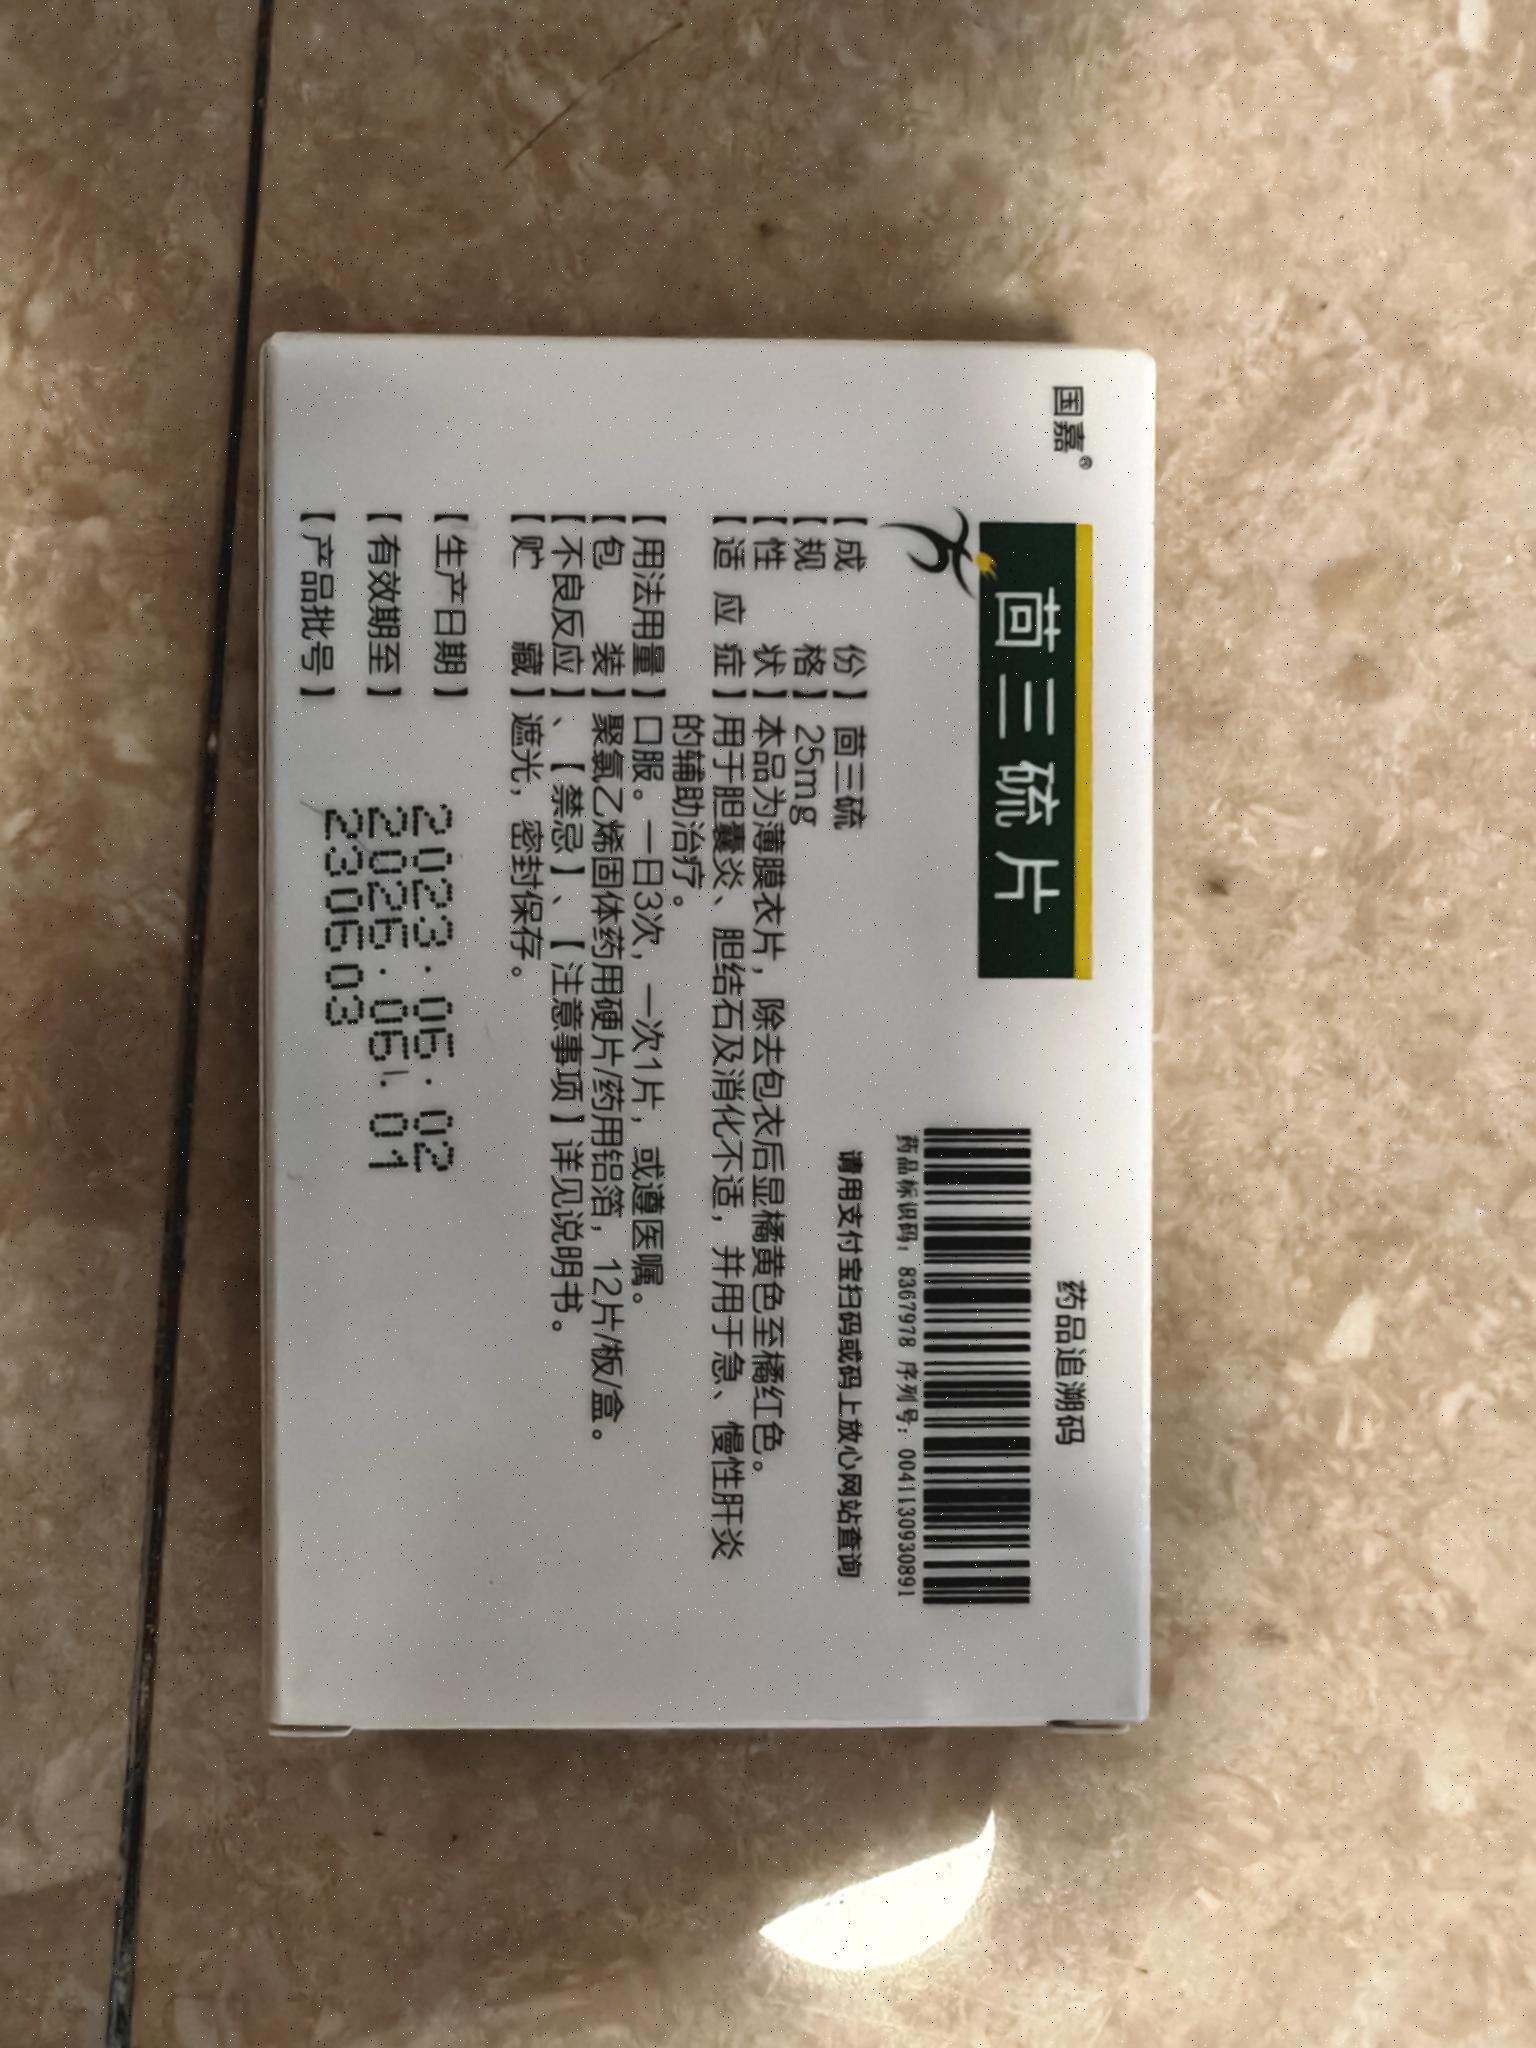 国嘉®
茴三硫片
药品追溯码
药品标识码：8367978 序列号：0041130930891
请用支付宝扫码或码上放心网站查询
【成份】茴三硫
【规格】25mg
【性状】本品为薄膜衣片，除去包衣后显橘黄色至橘红色。
【适应症】用于胆囊炎、胆结石及消化不适，并用于急、慢性肝炎
的辅助治疗。
【用法用量】口服。一日3次，一次1片，或遵医嘱。
【包装】聚氯乙烯固体药用硬片/药用铝箔，12片/板/盒。
【不良反应】、【禁忌】、【注意事项】详见说明书。
【贮藏】遮光，密封保存。
【生产日期】2023.06.02
【有效期至】2026.06.01
【产品批号】230603